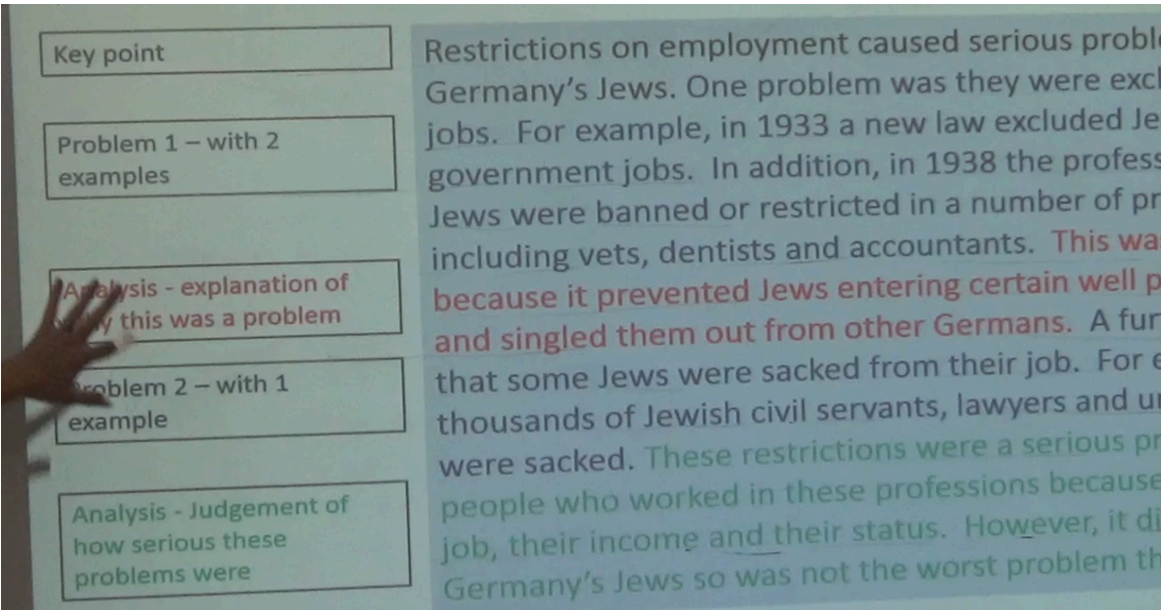 Key point
Problem 1 – with 2
examples
Analysis - explanation of
this was a problem
Problem 2 – with 1
example
Analysis - Judgement of
how serious these
problems were
Restrictions on employment caused serious probl
Germany's Jews. One problem was they were excl
jobs. For example, in 1933 a new law excluded Je
government jobs. In addition, in 1938 the profess
Jews were banned or restricted in a number of pr
including vets, dentists and accountants. This wa
because it prevented Jews entering certain well p
and singled them out from other Germans. A fur
that some Jews were sacked from their job. For e
thousands of Jewish civil servants, lawyers and u
were sacked. These restrictions were a serious pr
people who worked in these professions because
job, their income and their status. However, it di
Germany's Jews so was not the worst problem th